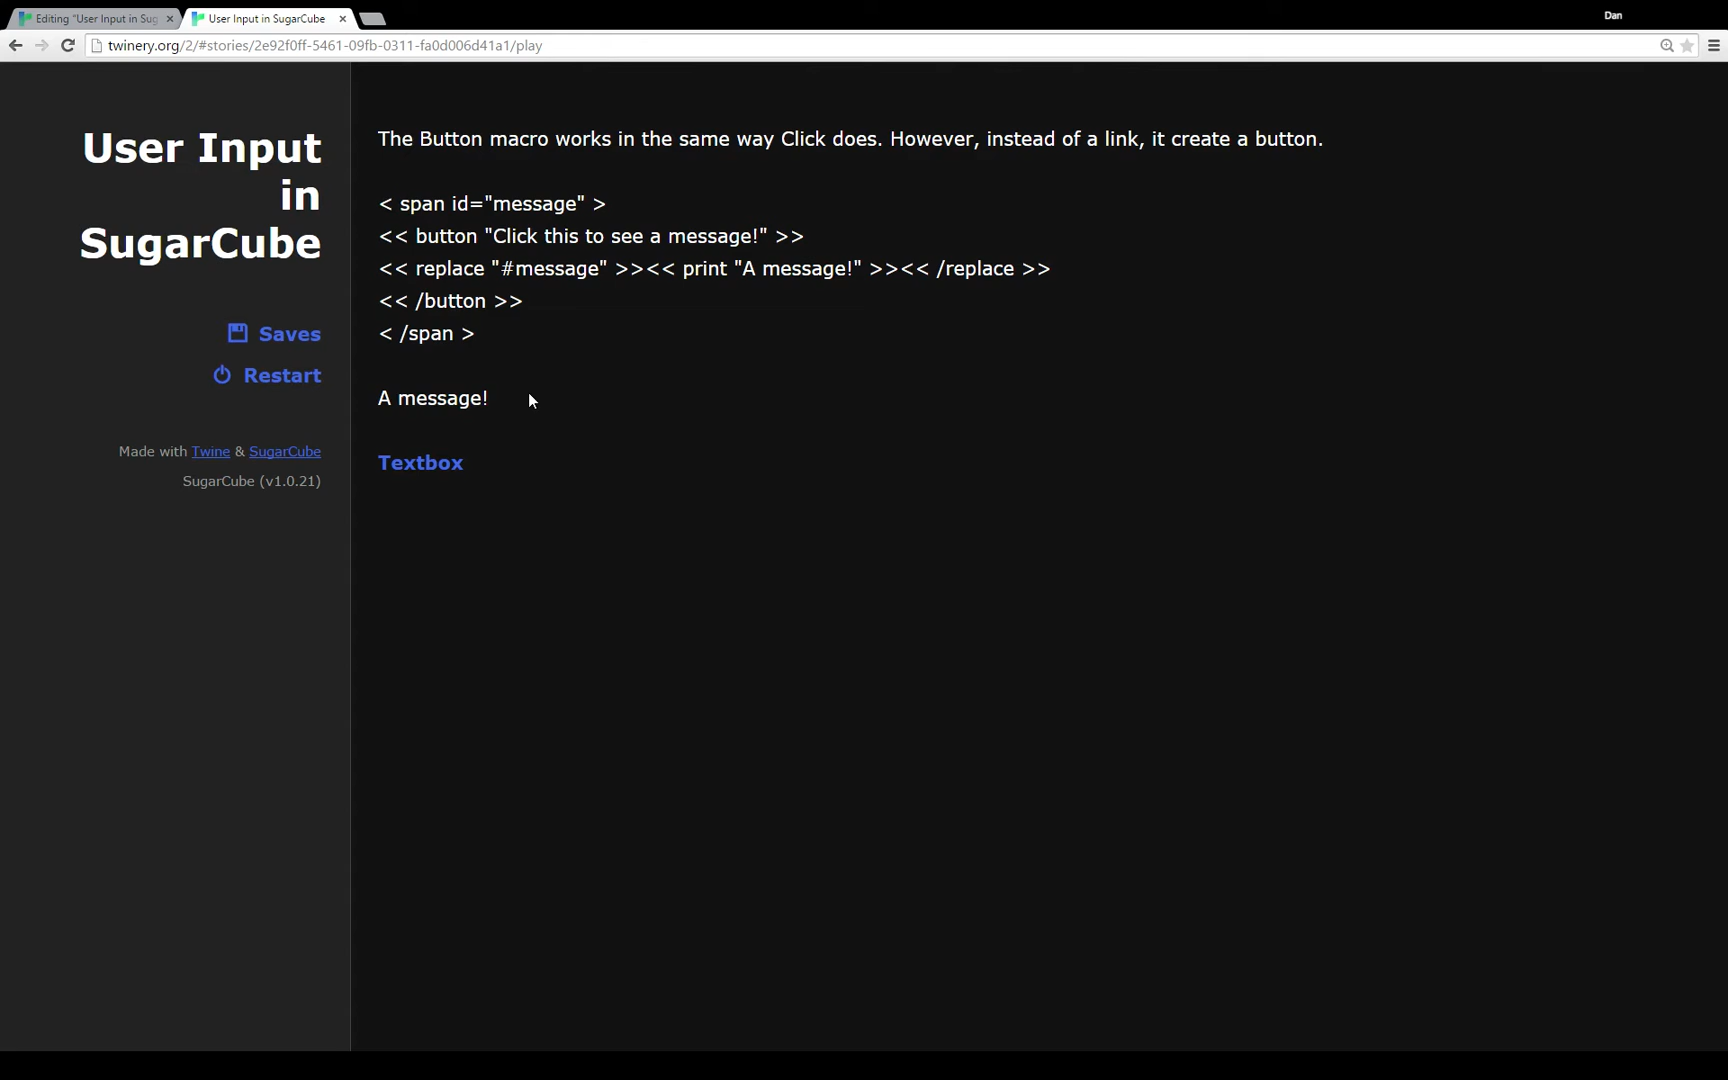 Editing "User Input in Sug
User Input in SugarCube
Dan
twinery.org/2/#stories/2e92f0ff-5461-09fb-0311-fa0d006d41a1/play
User Input
in
SugarCube
Saves
Restart
Made with Twine & SugarCube
SugarCube (v1.0.21)
The Button macro works in the same way Click does. However, instead of a link, it create a button.
< span id="message" >
<< button "Click this to see a message!" >>
<< replace "#message" >><< print "A message!" >><< /replace >>
<< /button >>
< /span >
A message!
Textbox